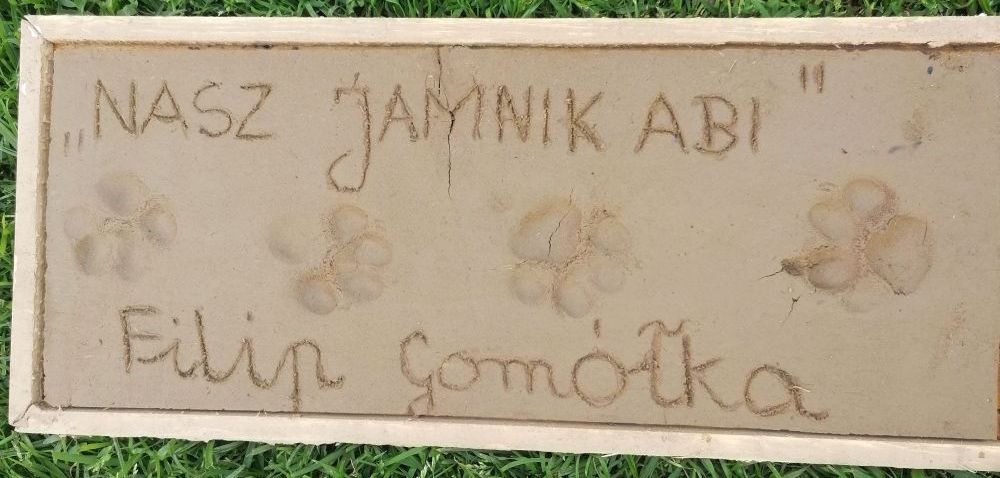 „NASZ JAMNIK ABI"
Filip Gomółka